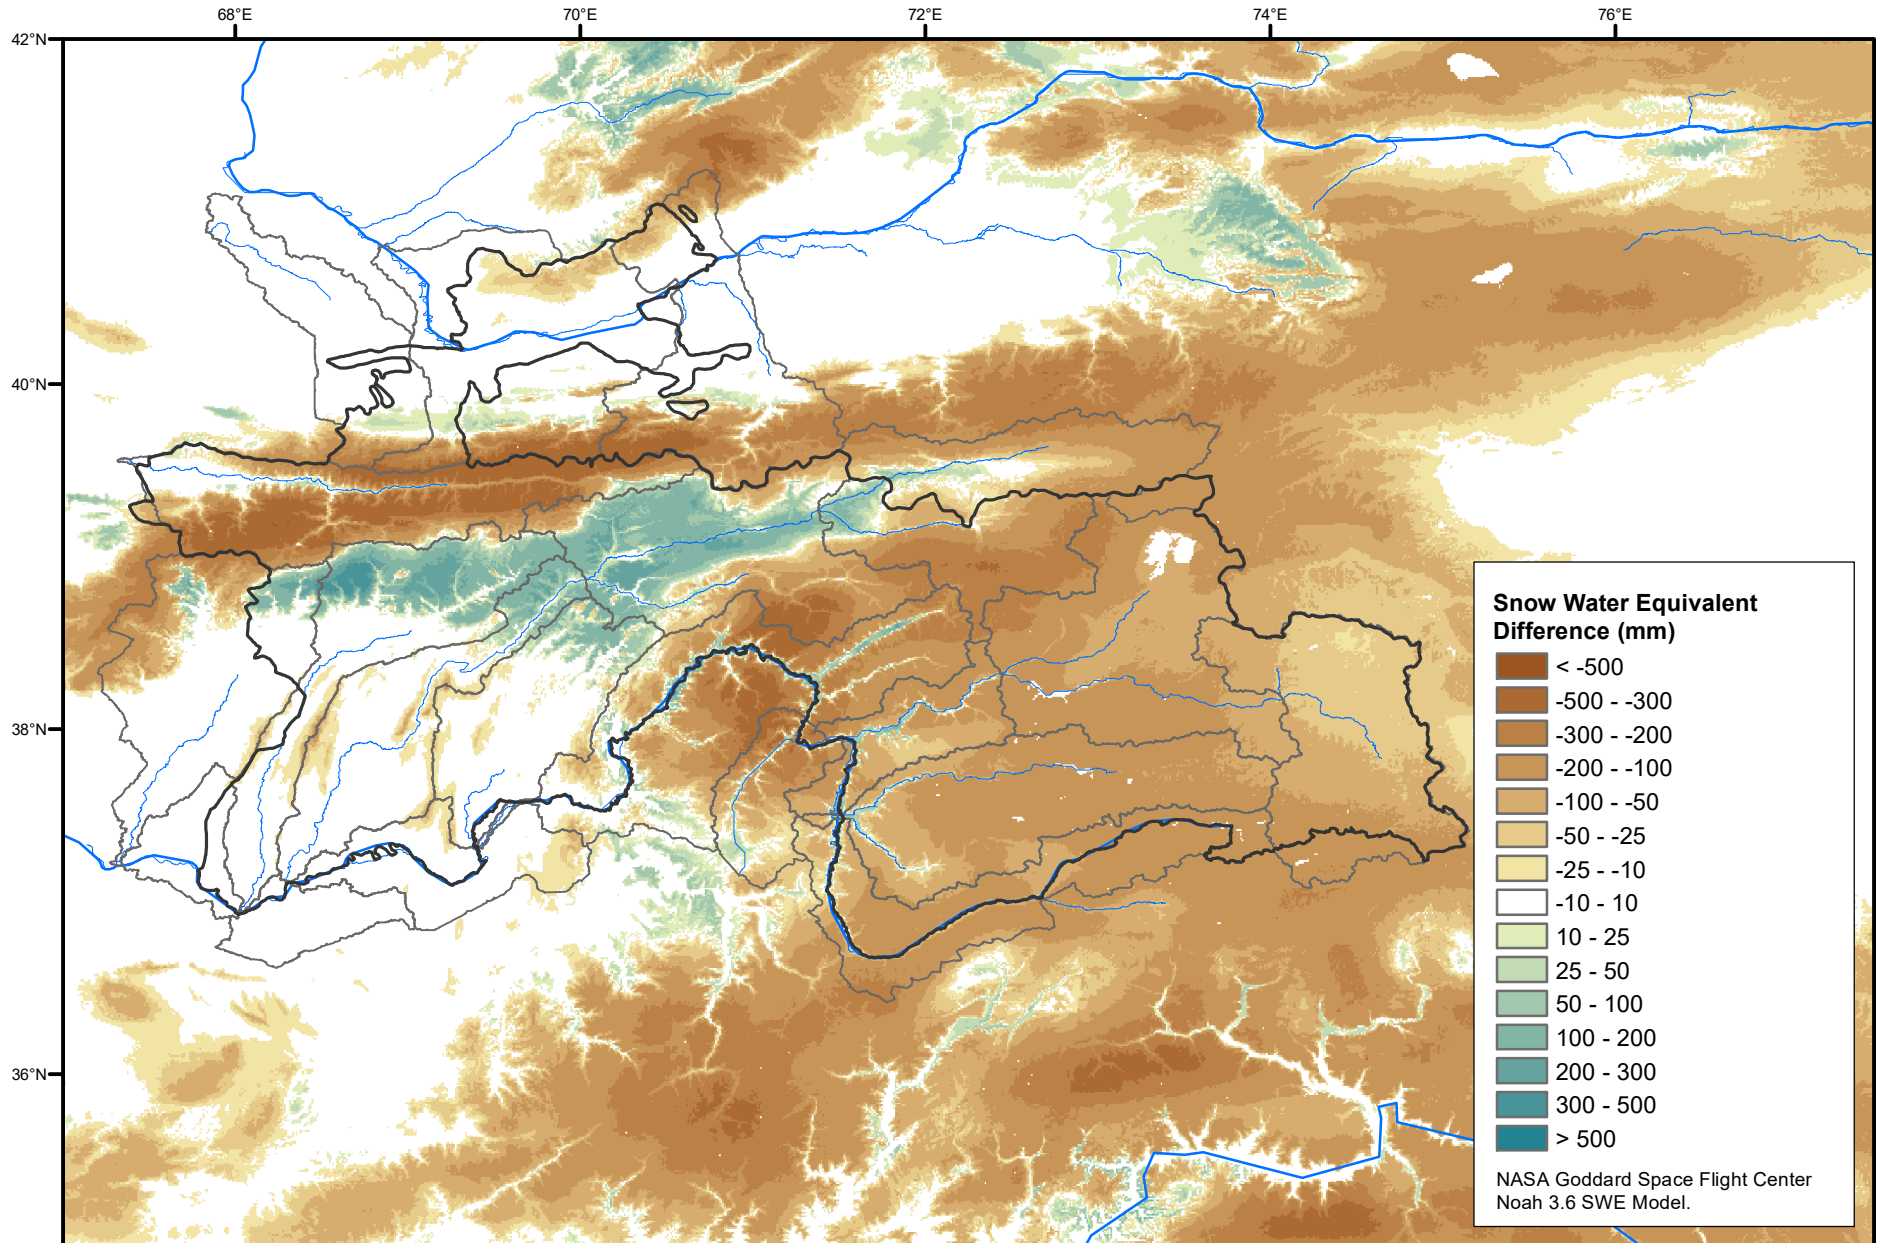 68°E 70°E 72°E 74°E 76°E
42°N
40°N
38°N
36°N
Snow Water Equivalent
Difference (mm)
< -500
-500 - -300
-300 - -200
-200 - -100
-100 - -50
-50 - -25
-25 - -10
-10 - 10
10 - 25
25 - 50
50 - 100
100 - 200
200 - 300
300 - 500
> 500
NASA Goddard Space Flight Center
Noah 3.6 SWE Model.